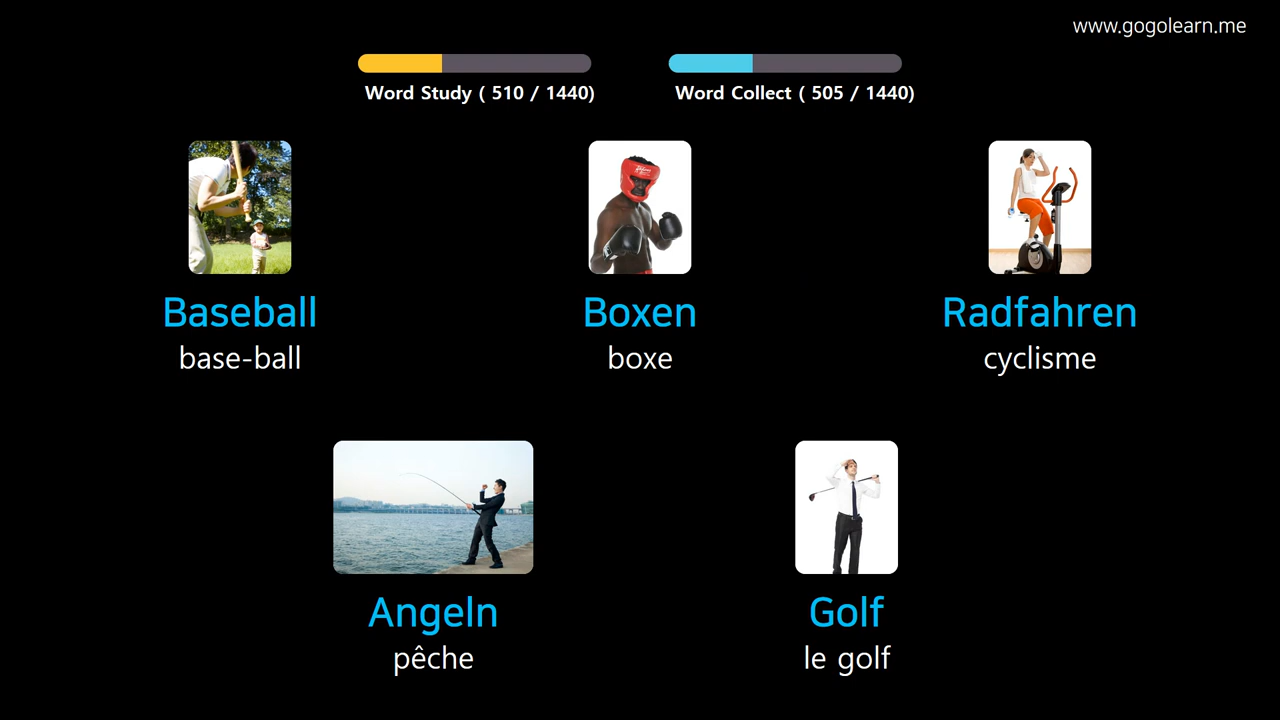 www.gogolearn.me
Word Study ( 510 / 1440)
Word Collect ( 505 / 1440)
Baseball
base-ball
Boxen
boxe
Radfahren
cyclisme
Angeln
pêche
Golf
le golf